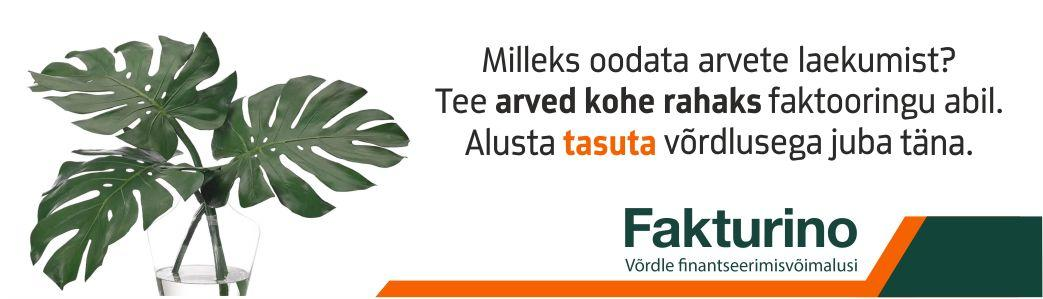 Milleks oodata arvete laekumist?
Tee arved kohe rahaks faktooringu abil.
Alusta tasuta võrdlusega juba täna.
Fakturino
Võrdle finantseerimisvõimalusi